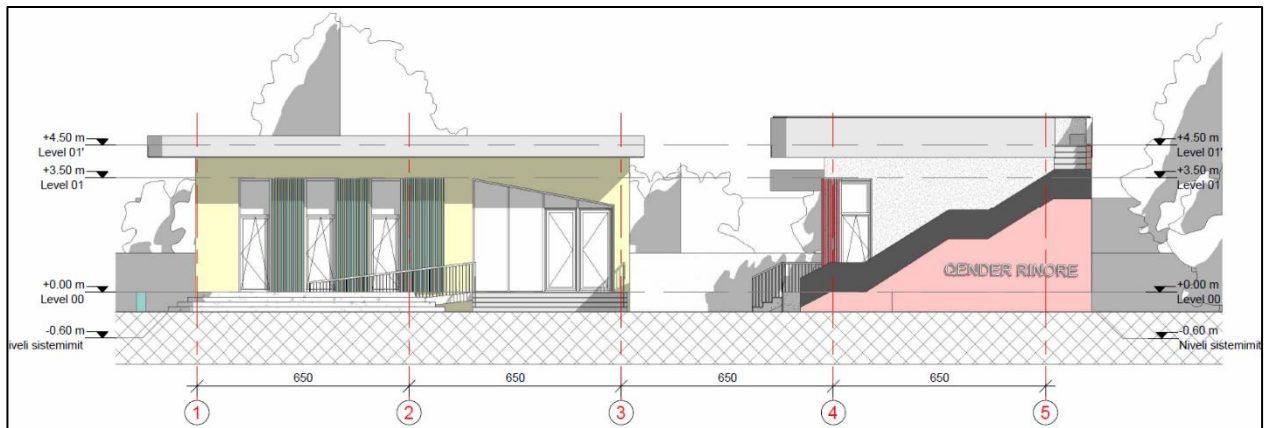 +4.50 m
Level 01'
+3.50 m
Level 01
+0.00 m
Level 00
-0.60 m
iveli sistemimit
QENDER RINORE
+4.50 m
Level 01'
+3.50 m
Level 01
+0.00 m
Level 00
-0.60 m
Niveli sistemimit
650
650
650
650
1
2
3
4
5